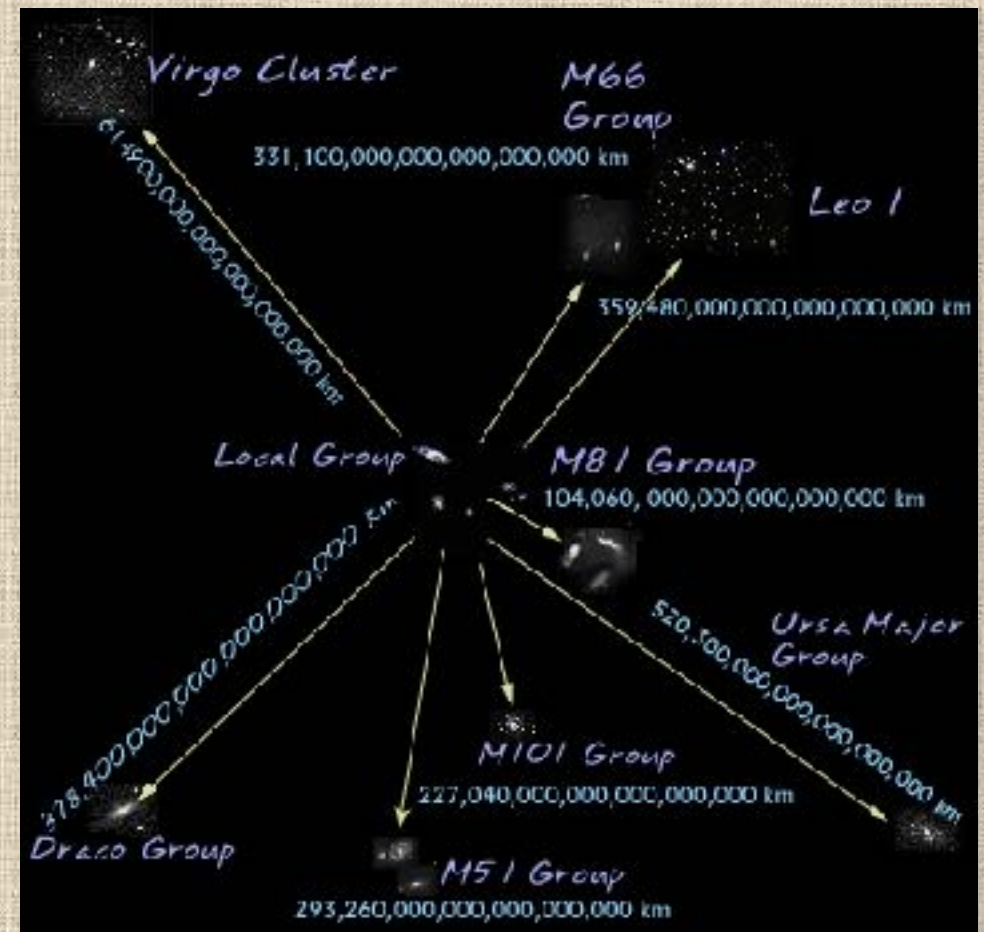 Virgo Cluster
M66
Group
331,100,000,000,000,000,000 km
Leo 1
359,480,000,000,000,000,000 km
Local Group
M81 Group
104,060, 000,000,000,000,000 km
378,400,000,000,000,000,000 km
520,300,000,000,000,000,000 km
Ursa Major
Group
M101 Group
227,040,000,000,000,000,000 km
Draco Group
M51 Group
293,260,000,000,000,000,000 km